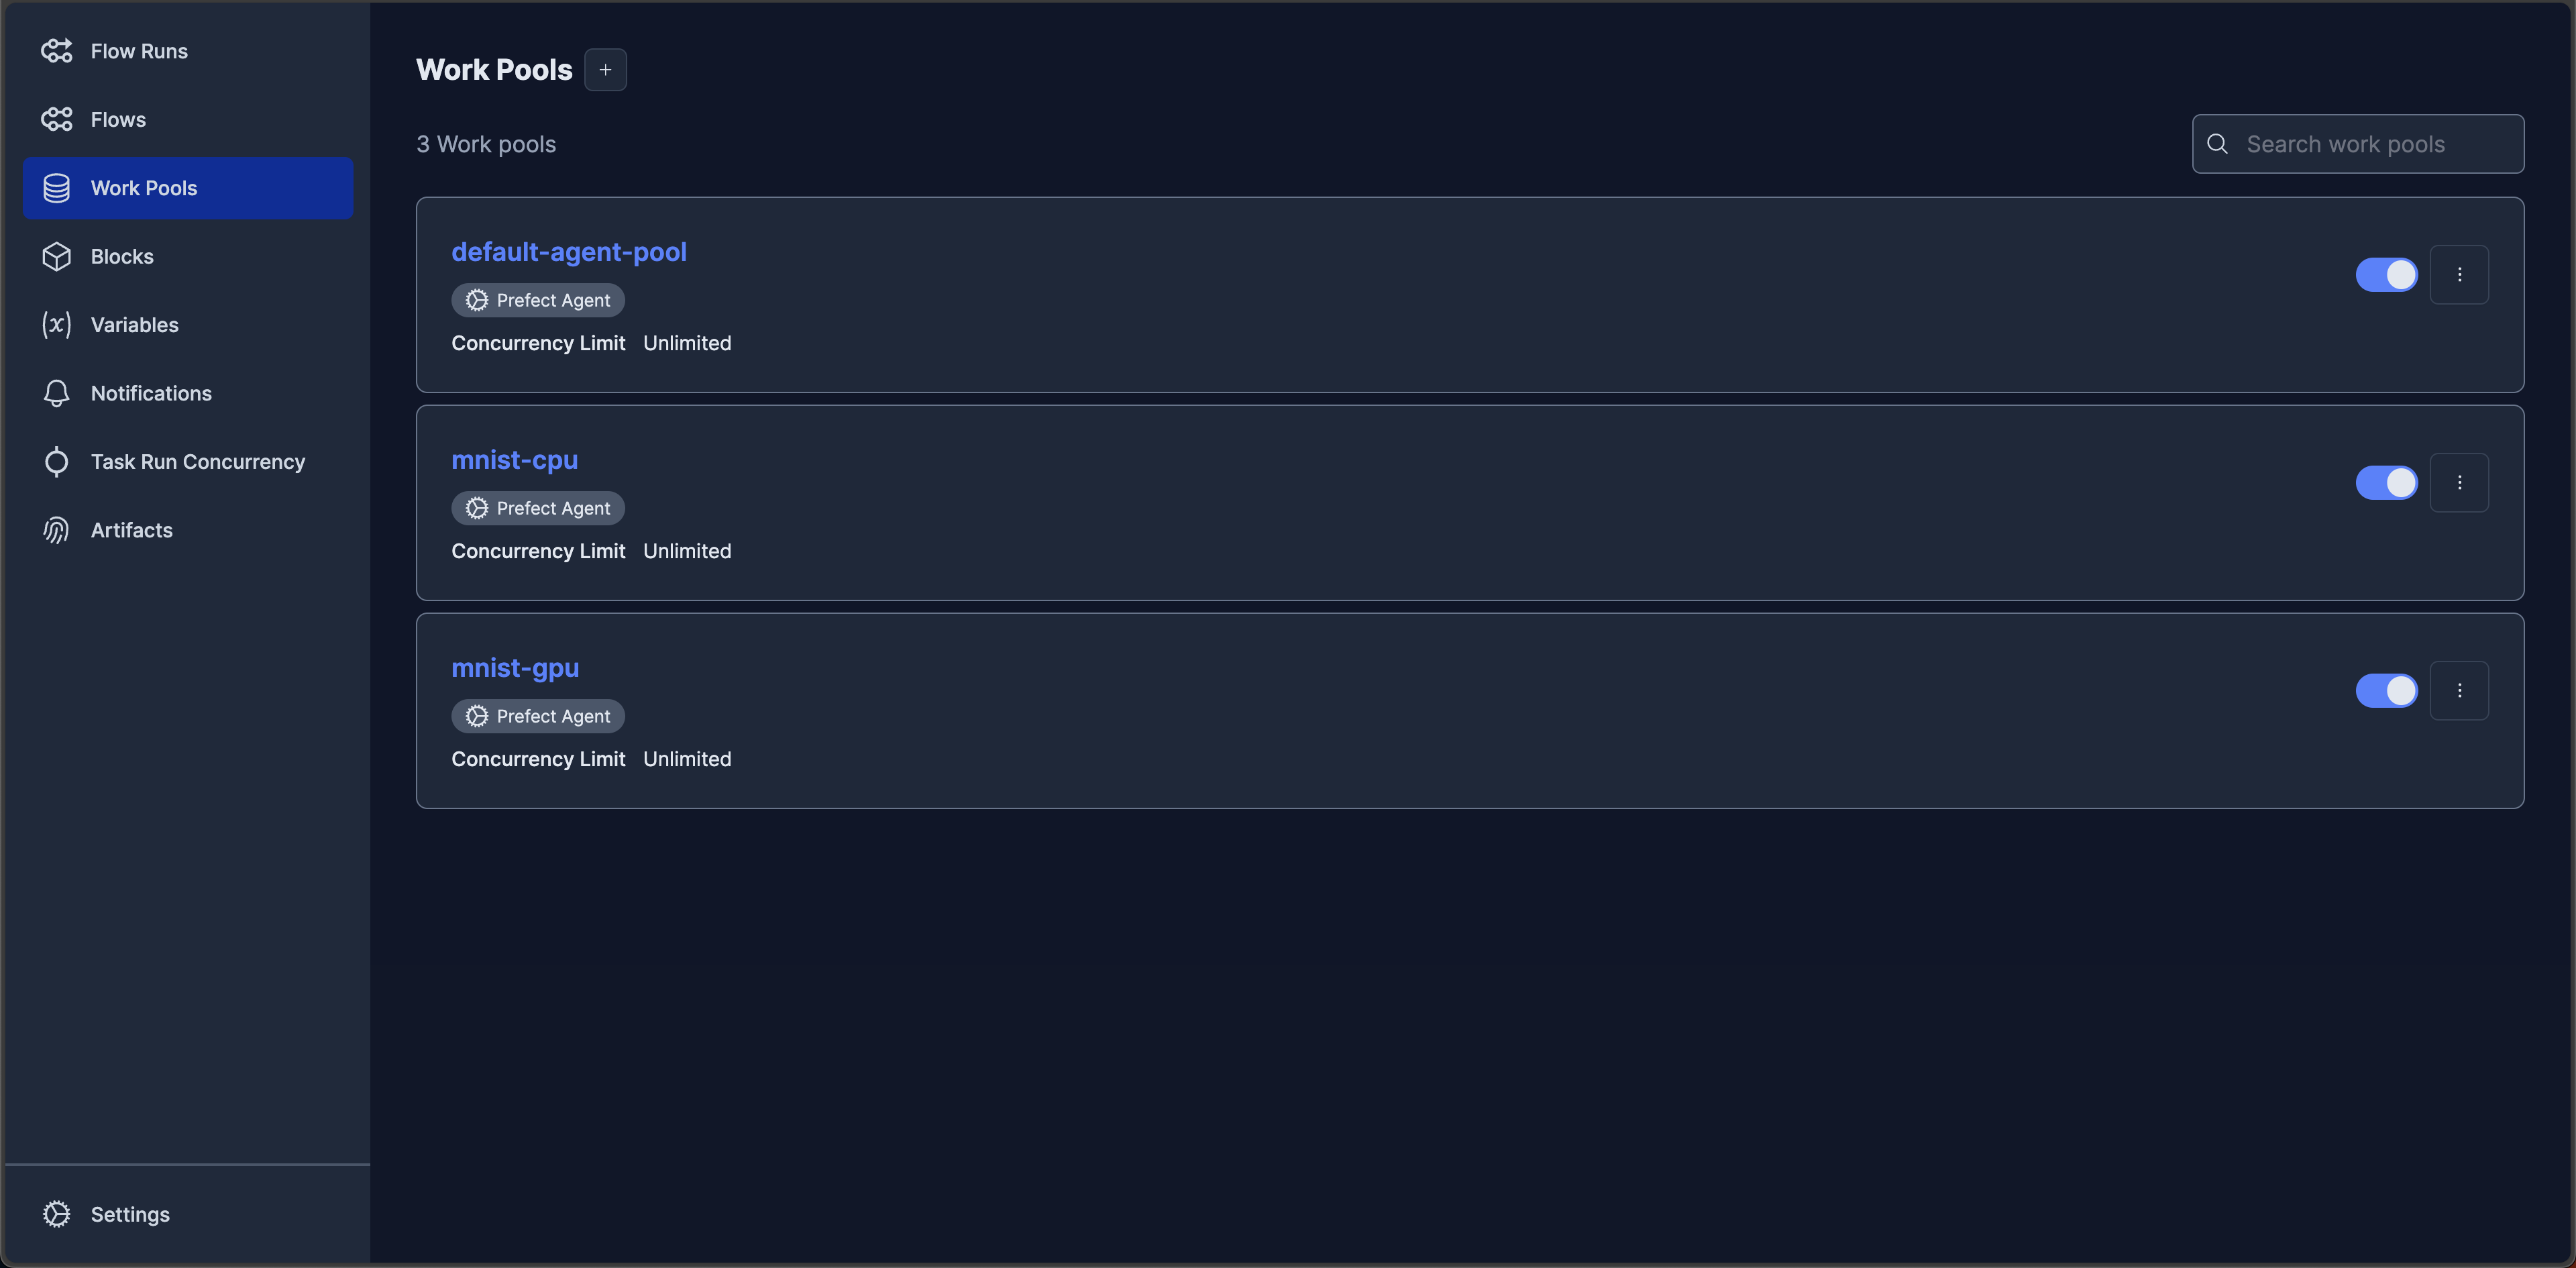 Flow Runs
Flows
Work Pools
Blocks
(x) Variables
Notifications
Task Run Concurrency
Artifacts
Settings
Work Pools +
3 Work pools
Search work pools
default-agent-pool
Prefect Agent
Concurrency Limit Unlimited
mnist-cpu
Prefect Agent
Concurrency Limit Unlimited
mnist-gpu
Prefect Agent
Concurrency Limit Unlimited